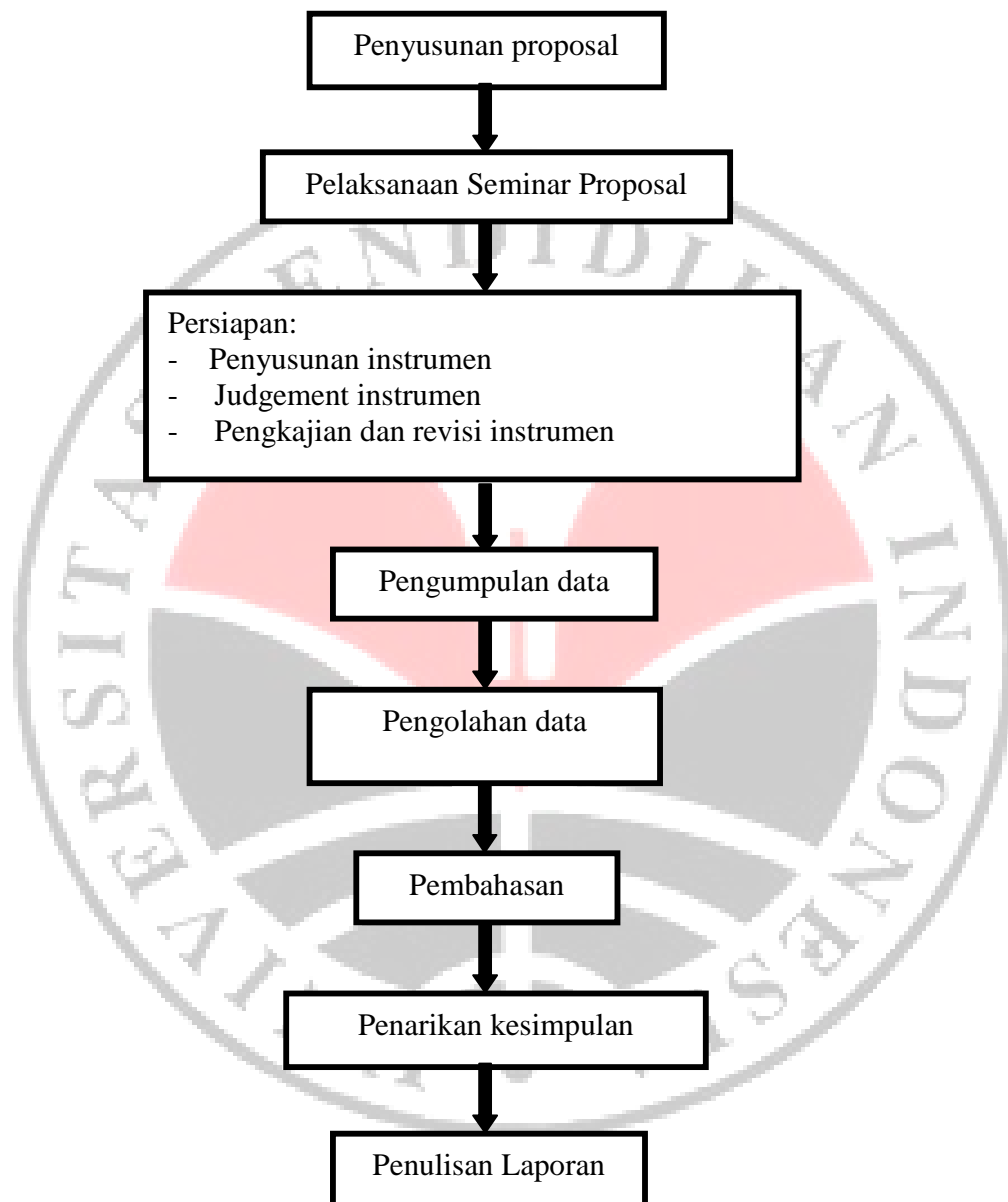 Penyusunan proposal
Pelaksanaan Seminar Proposal
Persiapan:
- Penyusunan instrumen
- Judgement instrumen
- Pengkajian dan revisi instrumen
Pengumpulan data
Pengolahan data
Pembahasan
Penarikan kesimpulan
Penulisan Laporan